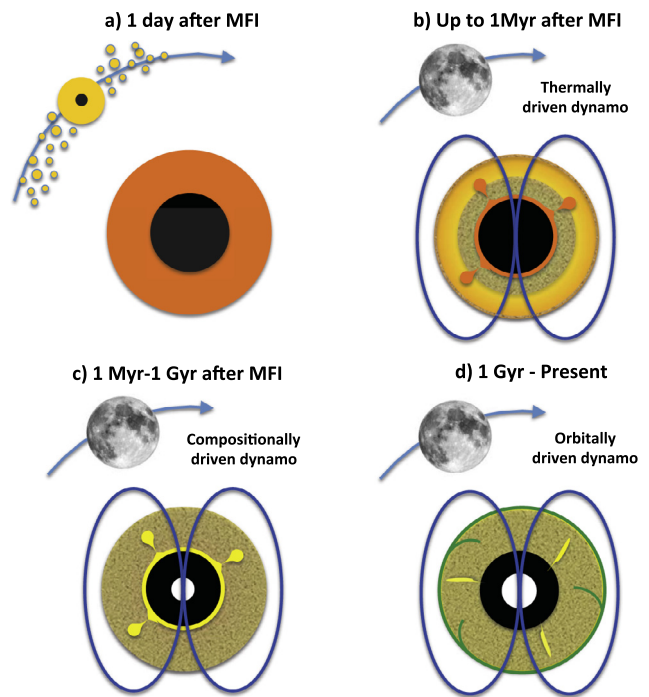 a) 1 day after MFI
b) Up to 1Myr after MFI
Thermally
driven dynamo
c) 1 Myr-1 Gyr after MFI
d) 1 Gyr - Present
Compositionally
driven dynamo
Orbitally
driven dynamo